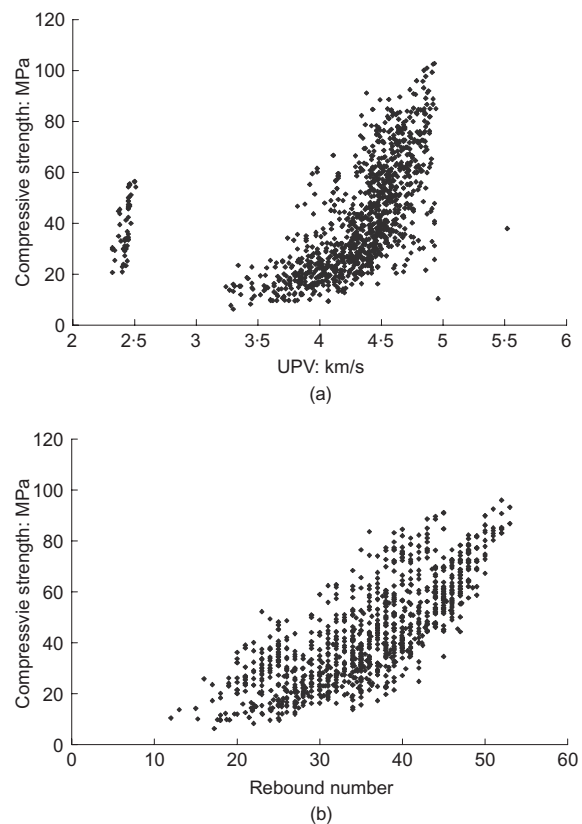 120
100
80
60
40
20
0
Compressive strength: MPa
2 2·5 3 3·5 4 4·5 5 5·5 6
UPV: km/s
(a)
120
100
80
60
40
20
0
Compressvie strength: MPa
0 10 20 30 40 50 60
Rebound number
(b)